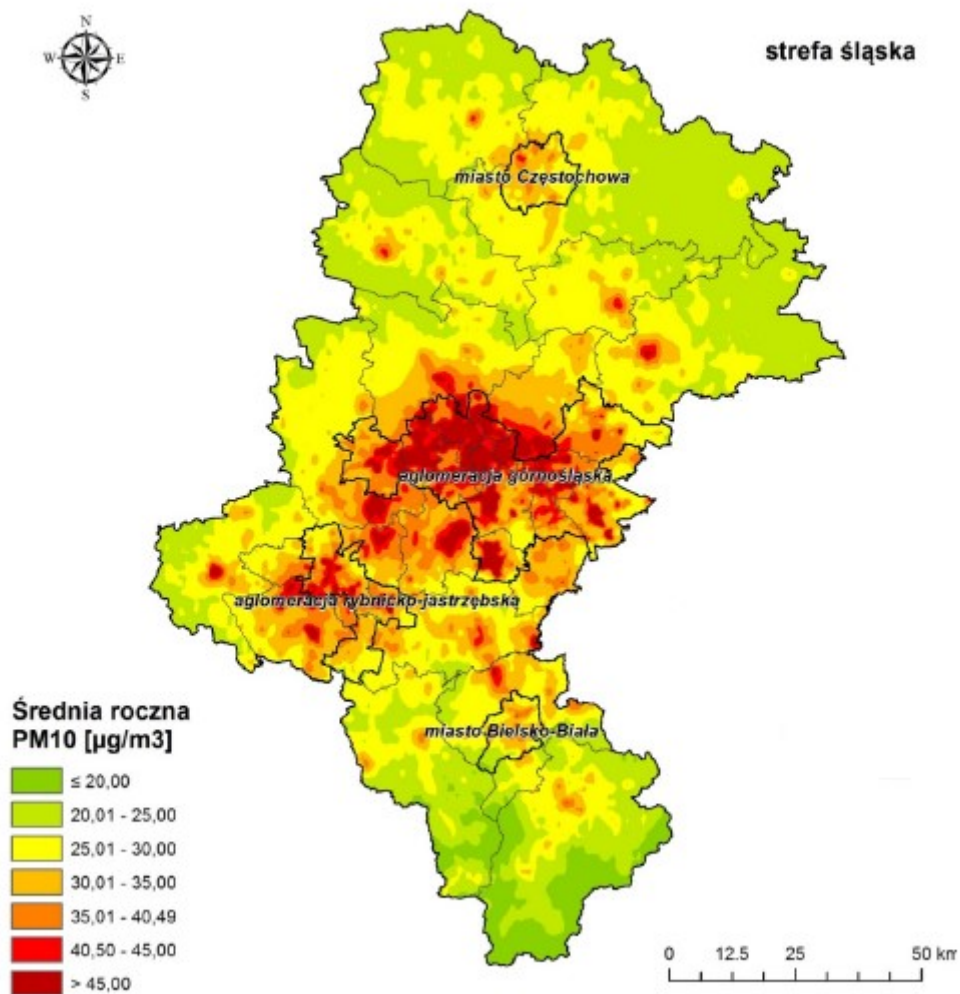 N
W E
S
strefa śląska
miasto Częstochowa
aglomeracja górnośląska
aglomeracja rybnicko-jastrzębska
miasto Bielsko-Biała
Średnia roczna
PM10 [µg/m3]
≤ 20,00
20,01 - 25,00
25,01 - 30,00
30,01 - 35,00
35,01 - 40,49
40,50 - 45,00
> 45,00
0 12.5 25 50 km